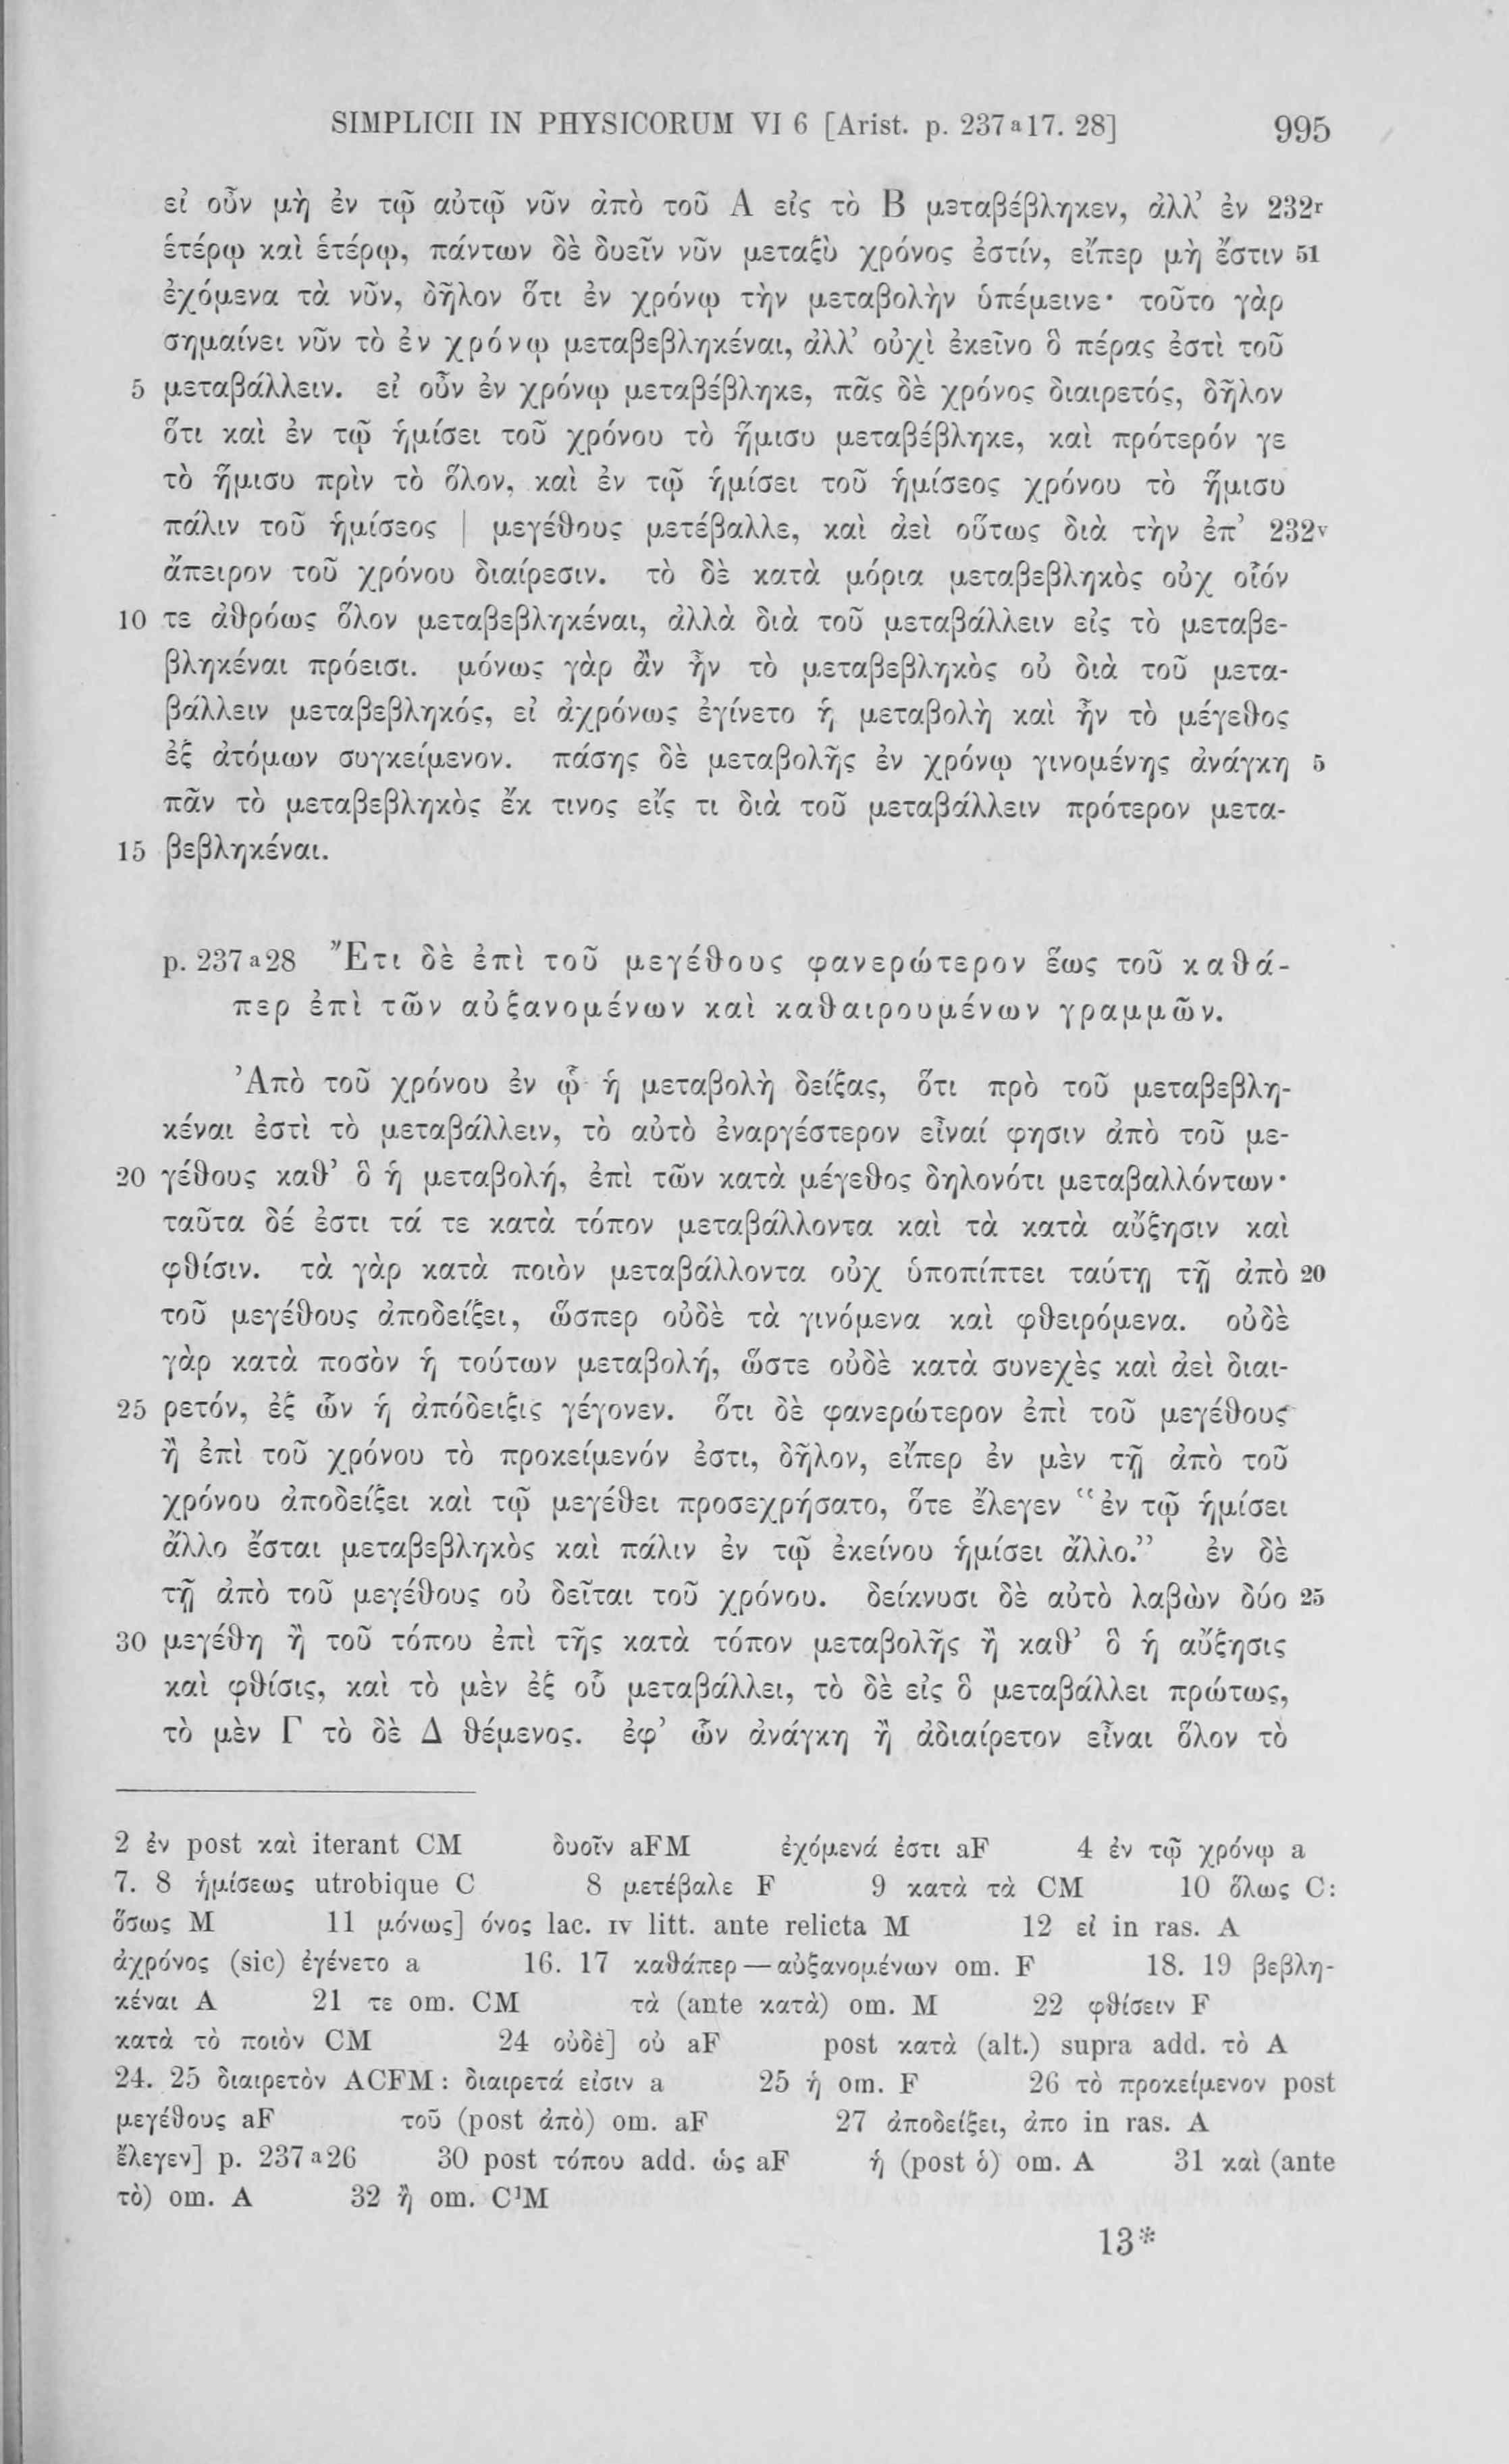 SIMPLICII IN PHYSICORUM VI 6 [Arist. p. 237a17. 28] 995
εἰ οὖν μὴ ἐν τῷ αὐτῷ νῦν ἀπὸ τοῦ Α εἰς τὸ Β μεταβέβληκεν, ἀλλ’ ἐν 232r
ἑτέρῳ καὶ ἑτέρῳ, πάντων δὲ δυεῖν νῦν μεταξὺ χρόνος ἐστίν, εἴπερ μὴ ἔστιν 51
ἐχόμενα τὰ νῦν, δῆλον ὅτι ἐν χρόνῳ τὴν μεταβολὴν ὑπέμεινε· τοῦτο γὰρ
σημαίνει νῦν τὸ ἐν χρόνῳ μεταβεβληκέναι, ἀλλ’ οὐχὶ ἐκεῖνο ὃ πέρας ἐστὶ τοῦ
5 μεταβάλλειν. εἰ οὖν ἐν χρόνῳ μεταβέβληκε, πᾶς δὲ χρόνος διαιρετός, δῆλον
ὅτι καὶ ἐν τῷ ἡμίσει τοῦ χρόνου τὸ ἥμισυ μεταβέβληκε, καὶ πρότερόν γε
τὸ ἥμισυ πρὶν τὸ ὅλον, καὶ ἐν τῷ ἡμίσει τοῦ ἡμίσεος χρόνου τὸ ἥμισυ
πάλιν τοῦ ἡμίσεος | μεγέθους μετέβαλλε, καὶ ἀεὶ οὕτως διὰ τὴν ἐπ’ 232v
ἄπειρον τοῦ χρόνου διαίρεσιν. τὸ δὲ κατὰ μόρια μεταβεβληκὸς οὐχ οἷόν
10 τε ἀθρόως ὅλον μεταβεβληκέναι, ἀλλὰ διὰ τοῦ μεταβάλλειν εἰς τὸ μεταβε-
βληκέναι πρόεισι. μόνως γὰρ ἂν ἦν τὸ μεταβεβληκὸς οὐ διὰ τοῦ μετα-
βάλλειν μεταβεβληκός, εἰ ἀχρόνως ἐγίνετο ἡ μεταβολὴ καὶ ἦν τὸ μέγεθος
ἐξ ἀτόμων συγκείμενον. πάσης δὲ μεταβολῆς ἐν χρόνῳ γινομένης ἀνάγκη 5
πᾶν τὸ μεταβεβληκὸς ἔκ τινος εἴς τι διὰ τοῦ μεταβάλλειν πρότερον μετα-
15 βεβληκέναι.
p. 237a28 Ἔτι δὲ ἐπὶ τοῦ μεγέθους φανερώτερον ἕως τοῦ καθά-
περ ἐπὶ τῶν αὐξανομένων καὶ καθαιρουμένων γραμμῶν.
Ἀπὸ τοῦ χρόνου ἐν ᾧ ἡ μεταβολὴ δείξας, ὅτι πρὸ τοῦ μεταβεβλη-
κέναι ἐστὶ τὸ μεταβάλλειν, τὸ αὐτὸ ἐναργέστερον εἶναί φησιν ἀπὸ τοῦ με-
20 γέθους καθ’ ὃ ἡ μεταβολή, ἐπὶ τῶν κατὰ μέγεθος δηλονότι μεταβαλλόντων·
ταῦτα δέ ἐστι τά τε κατὰ τόπον μεταβάλλοντα καὶ τὰ κατὰ αὔξησιν καὶ
φθίσιν. τὰ γὰρ κατὰ ποιὸν μεταβάλλοντα οὐχ ὑποπίπτει ταύτῃ τῇ ἀπὸ 20
τοῦ μεγέθους ἀποδείξει, ὥσπερ οὐδὲ τὰ γινόμενα καὶ φθειρόμενα. οὐδὲ
γὰρ κατὰ ποσὸν ἡ τούτων μεταβολή, ὥστε οὐδὲ κατὰ συνεχὲς καὶ ἀεὶ διαι-
25 ρετόν, ἐξ ὧν ἡ ἀπόδειξις γέγονεν. ὅτι δὲ φανερώτερον ἐπὶ τοῦ μεγέθους
ἢ ἐπὶ τοῦ χρόνου τὸ προκείμενόν ἐστι, δῆλον, εἴπερ ἐν μὲν τῇ ἀπὸ τοῦ
χρόνου ἀποδείξει καὶ τῷ μεγέθει προσεχρήσατο, ὅτε ἔλεγεν “ἐν τῷ ἡμίσει
ἄλλο ἔσται μεταβεβληκὸς καὶ πάλιν ἐν τῷ ἐκείνου ἡμίσει ἄλλο.” ἐν δὲ
τῇ ἀπὸ τοῦ μεγέθους οὐ δεῖται τοῦ χρόνου. δείκνυσι δὲ αὐτὸ λαβὼν δύο 25
30 μεγέθη ἢ τοῦ τόπου ἐπὶ τῆς κατὰ τόπον μεταβολῆς ἢ καθ’ ὃ ἡ αὔξησις
καὶ φθίσις, καὶ τὸ μὲν ἐξ οὗ μεταβάλλει, τὸ δὲ εἰς ὃ μεταβάλλει πρώτως,
τὸ μὲν Γ τὸ δὲ Δ θέμενος. ἐφ’ ὧν ἀνάγκη ἢ ἀδιαίρετον εἶναι ὅλον τὸ
2 ἐν post καὶ iterant CM δυοῖν aFM ἐχόμενά ἐστι aF 4 ἐν τῷ χρόνῳ a
7. 8 ἡμίσεως utrobique C 8 μετέβαλε F 9 κατὰ τὰ CM 10 ὅλως C:
ὅσως M 11 μόνως] όνος lac. IV litt. ante relicta M 12 εἰ in ras. A
ἀχρόνος (sic) ἐγένετο a 16. 17 καθάπερ — αὐξανομένων om. F 18. 19 βεβλη-
κέναι A 21 τε om. CM τὰ (ante κατὰ) om. M 22 φθίσειν F
κατὰ τὸ ποιὸν CM 24 οὐδὲ] οὐ aF post κατὰ (alt.) supra add. τὸ A
24. 25 διαιρετὸν ACFM: διαιρετά εἰσιν a 25 ἡ om. F 26 τὸ προκείμενον post
μεγέθους aF τοῦ (post ἀπὸ) om. aF 27 ἀποδείξει, ἀπο in ras. A
ἔλεγεν] p. 237a26 30 post τόπου add. ὡς aF ἡ (post ὁ) om. A 31 καὶ (ante
τὸ) om. A 32 ἢ om. C¹M
13*